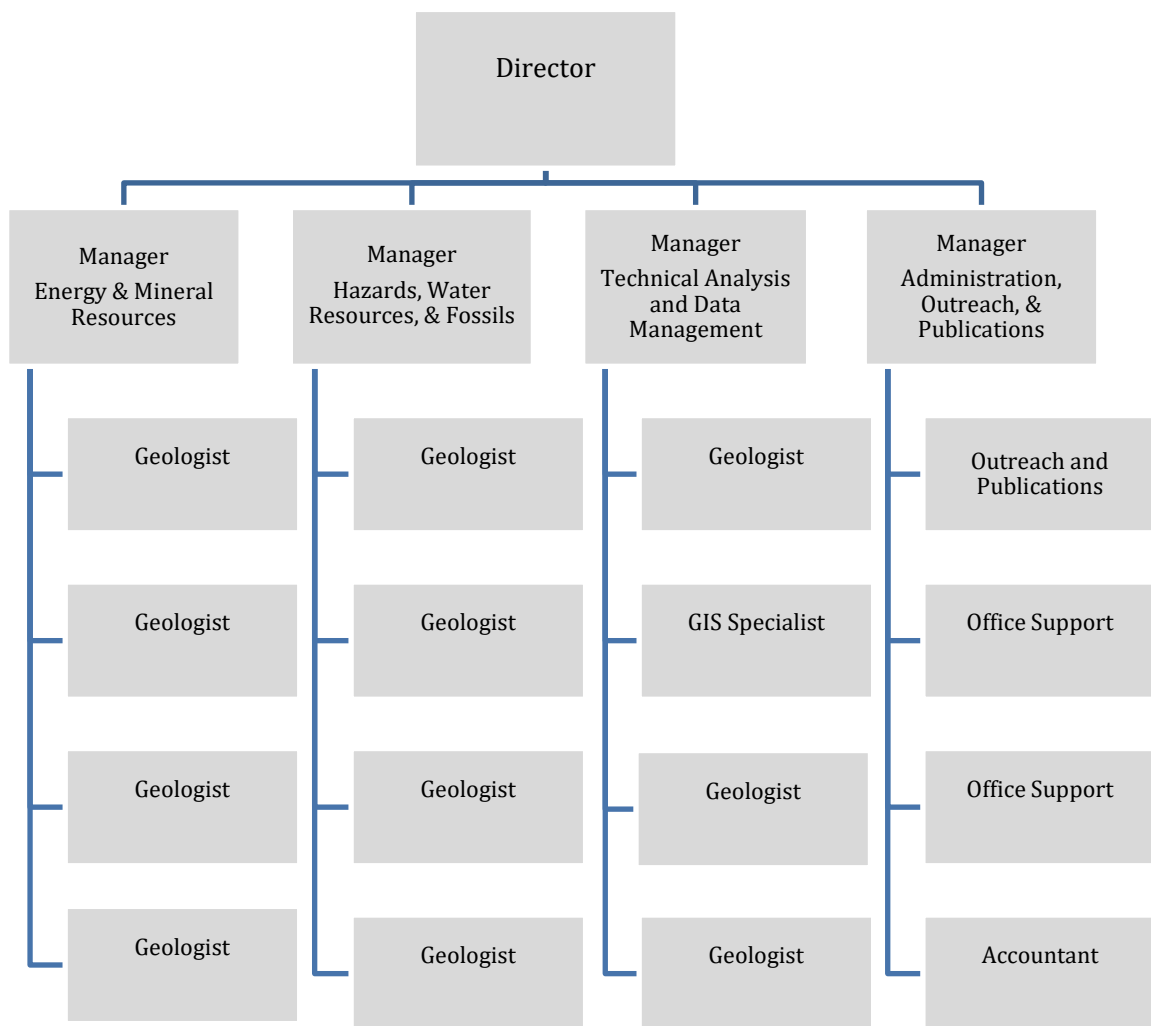 Director
Manager
Energy & Mineral
Resources
Manager
Hazards, Water
Resources, & Fossils
Manager
Technical Analysis
and Data
Management
Manager
Administration,
Outreach, &
Publications
Geologist
Geologist
Geologist
Geologist
Geologist
Geologist
Geologist
Geologist
Geologist
GIS Specialist
Geologist
Geologist
Outreach and
Publications
Office Support
Office Support
Accountant